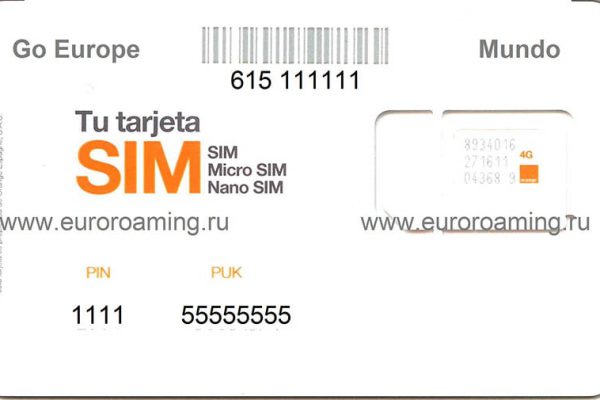 Go Europe
Mundo
615 111111
Tu tarjeta
SIM
SIM
Micro SIM
Nano SIM
8934016
271611
04368 9
4G
www.euroroaming.ru
www.euroroaming.ru
PIN
PUK
1111
55555555